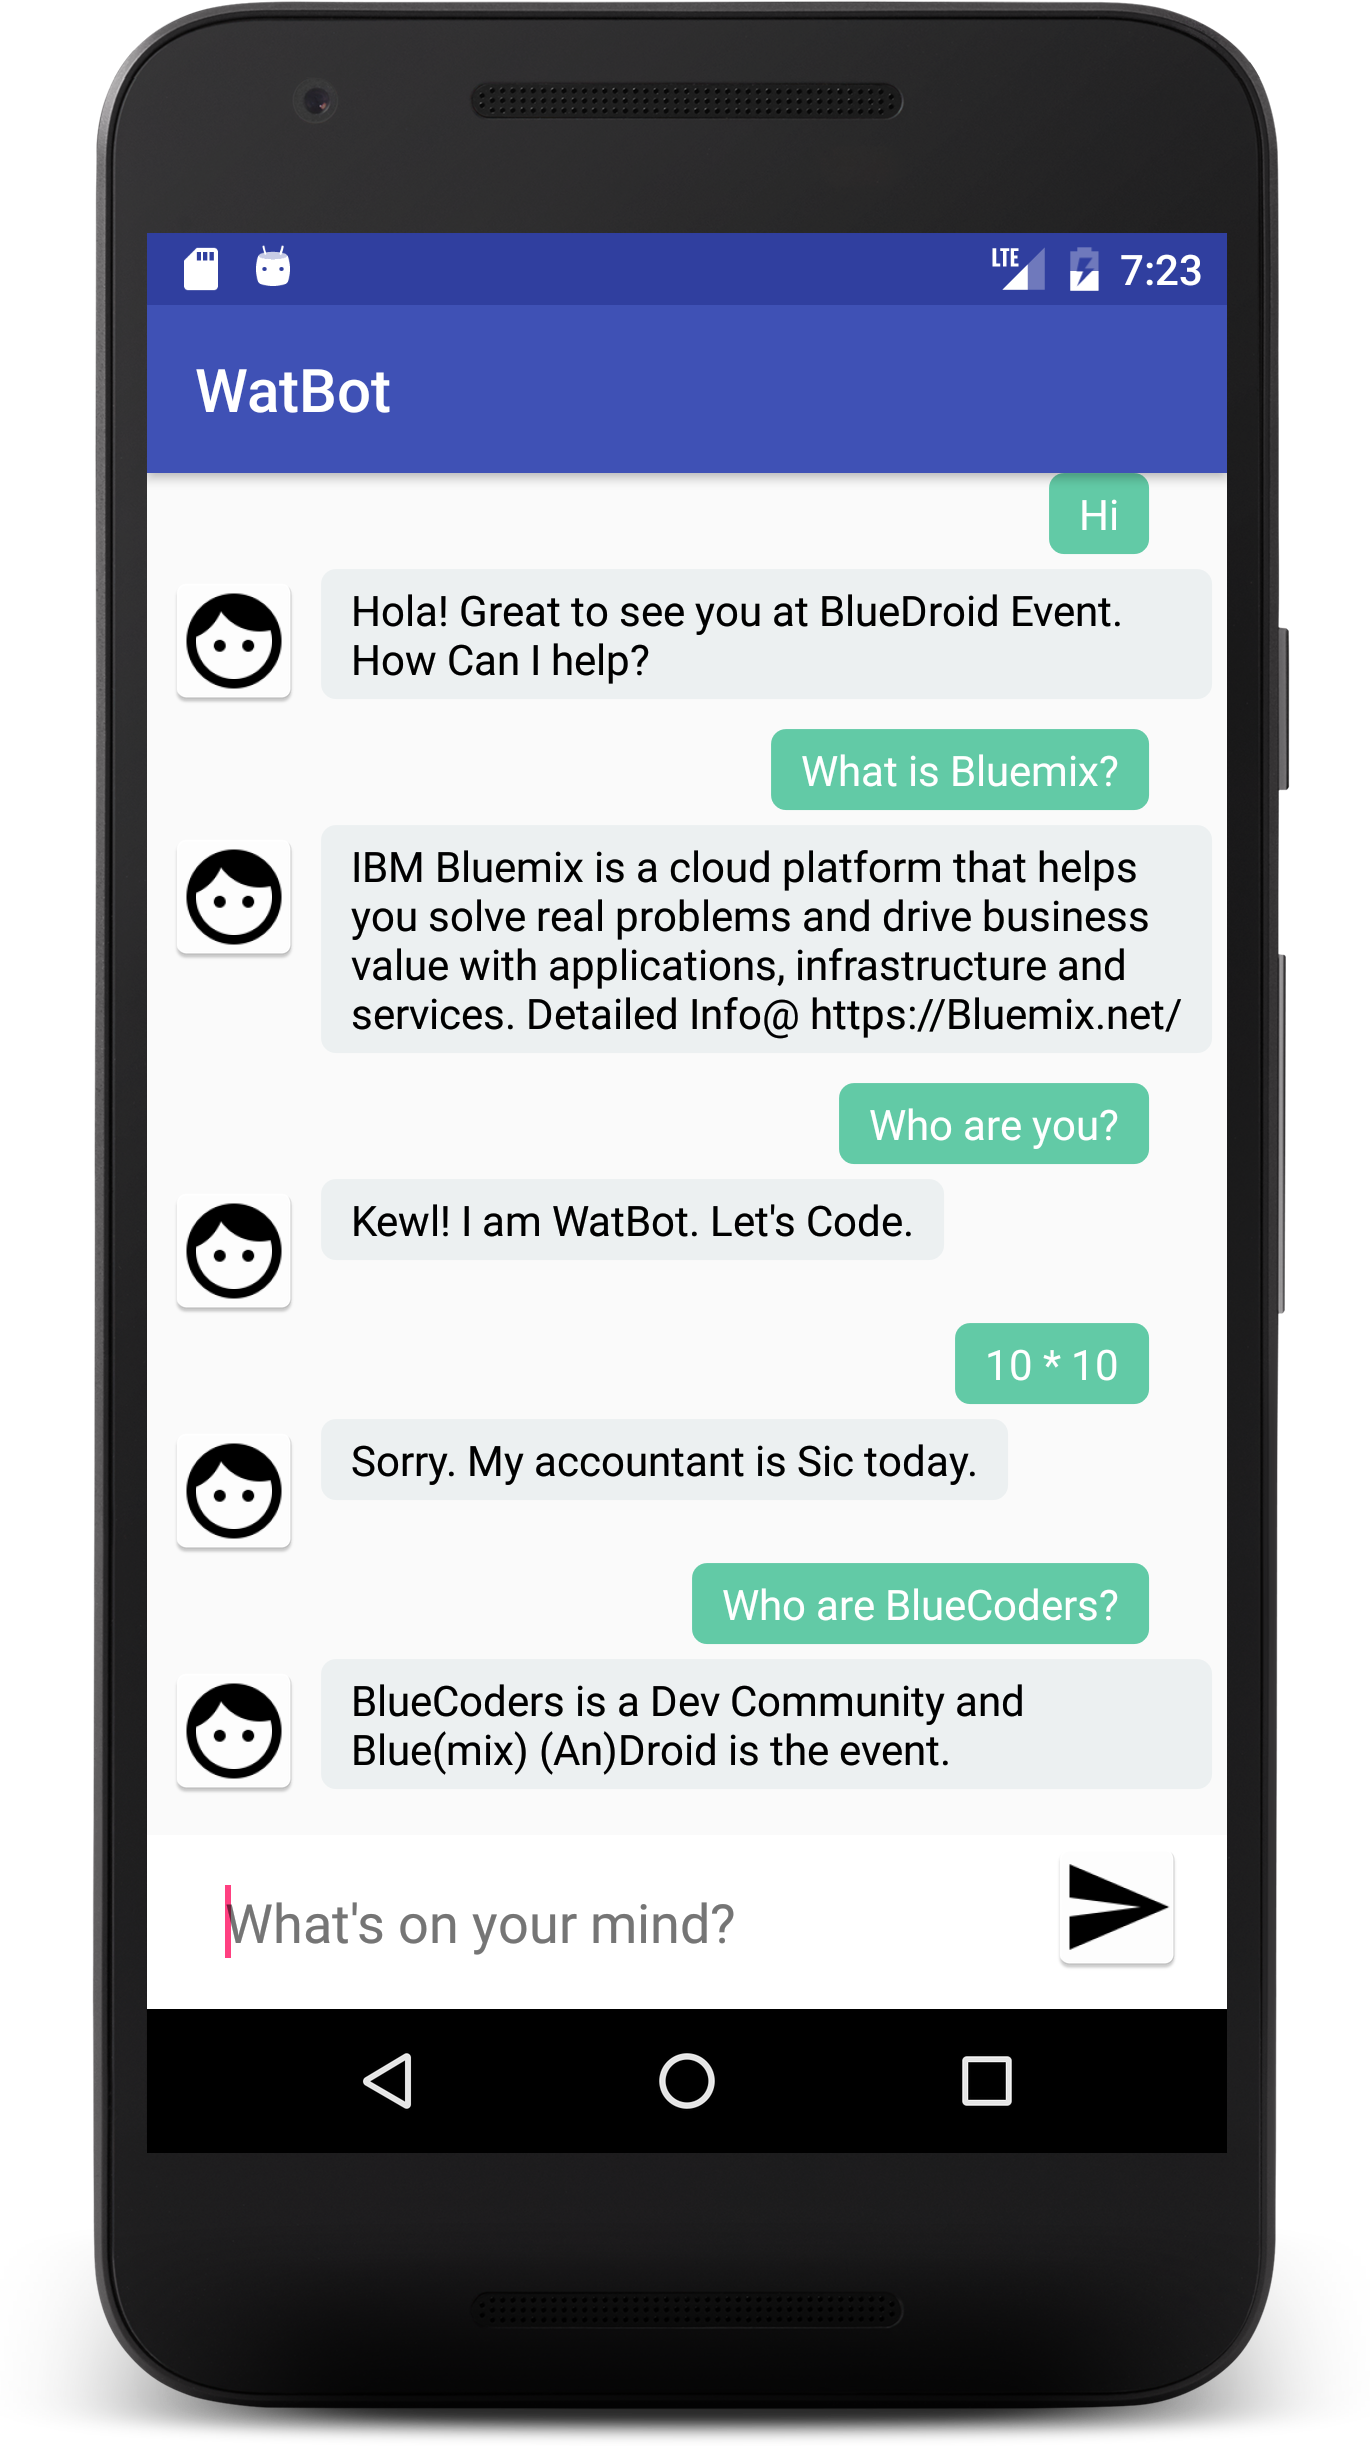 LTE 7:23
WatBot
Hi
Hola! Great to see you at BlueDroid Event.
How Can I help?
What is Bluemix?
IBM Bluemix is a cloud platform that helps
you solve real problems and drive business
value with applications, infrastructure and
services. Detailed Info@ https://Bluemix.net/
Who are you?
Kewl! I am WatBot. Let's Code.
10 * 10
Sorry. My accountant is Sic today.
Who are BlueCoders?
BlueCoders is a Dev Community and
Blue(mix) (An)Droid is the event.
What's on your mind?